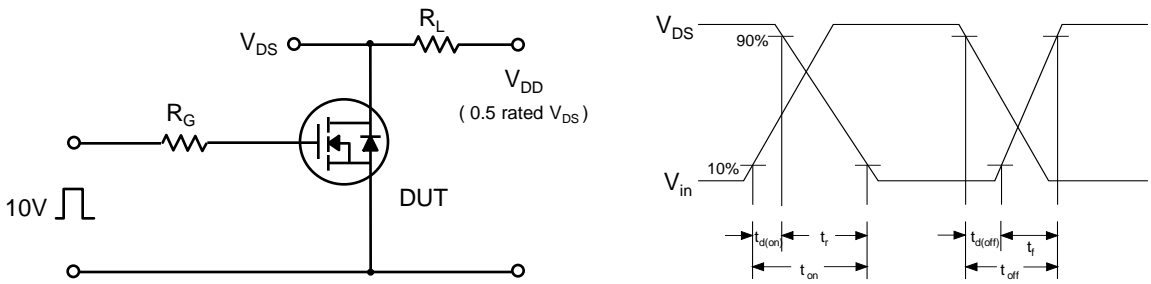 R_L
V_DS
V_DD
( 0.5 rated V_DS )
R_G
10V
DUT
V_DS
90%
10%
V_in
t_d(on)
t_r
t_d(off)
t_f
t_on
t_off